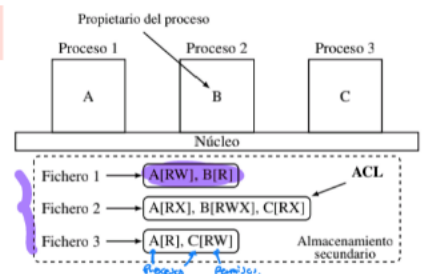 Propietario del proceso
Proceso 1 Proceso 2 Proceso 3
A B C
Núcleo
Fichero 1 A[RW], B[R] ACL
Fichero 2 A[RX], B[RWX], C[RX]
Fichero 3 A[R], C[RW] Almacenamiento
secundario
Proceso Permisos.